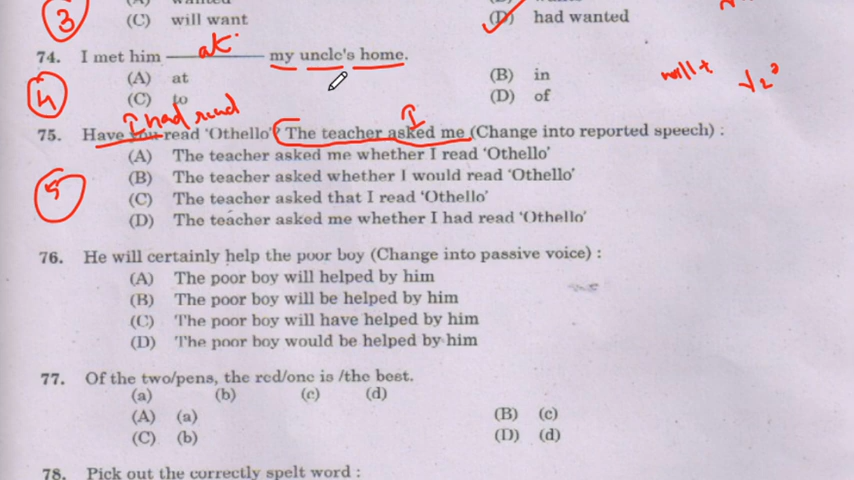 3
(C) will want (D) had wanted
at
74. I met him ———— my uncle's home.
(A) at (B) in
4
(C) to (D) of
I had read I
75. Have you read 'Othello'? The teacher asked me (Change into reported speech) :
(A) The teacher asked me whether I read 'Othello'
(B) The teacher asked whether I would read 'Othello'
5
(C) The teacher asked that I read 'Othello'
(D) The teacher asked me whether I had read 'Othello'
76. He will certainly help the poor boy (Change into passive voice) :
(A) The poor boy will helped by him
(B) The poor boy will be helped by him
(C) The poor boy will have helped by him
(D) The poor boy would be helped by him
77. Of the two/pens, the red/one is /the best.
(a) (b) (c) (d)
(A) (a) (B) (c)
(C) (b) (D) (d)
78. Pick out the correctly spelt word :